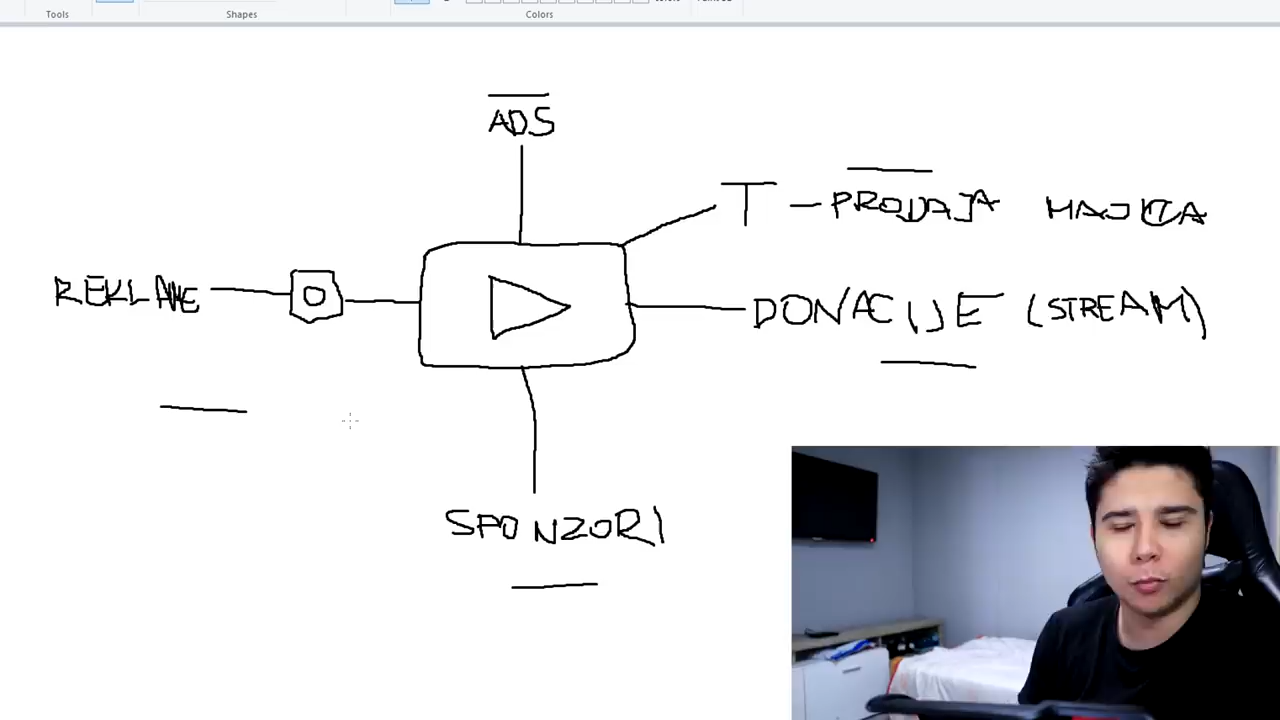 Tools
Shapes
Colors
ADS
T - PRODAJA MAJICA
REKLAME
DONACIJE (STREAM)
SPONZORI